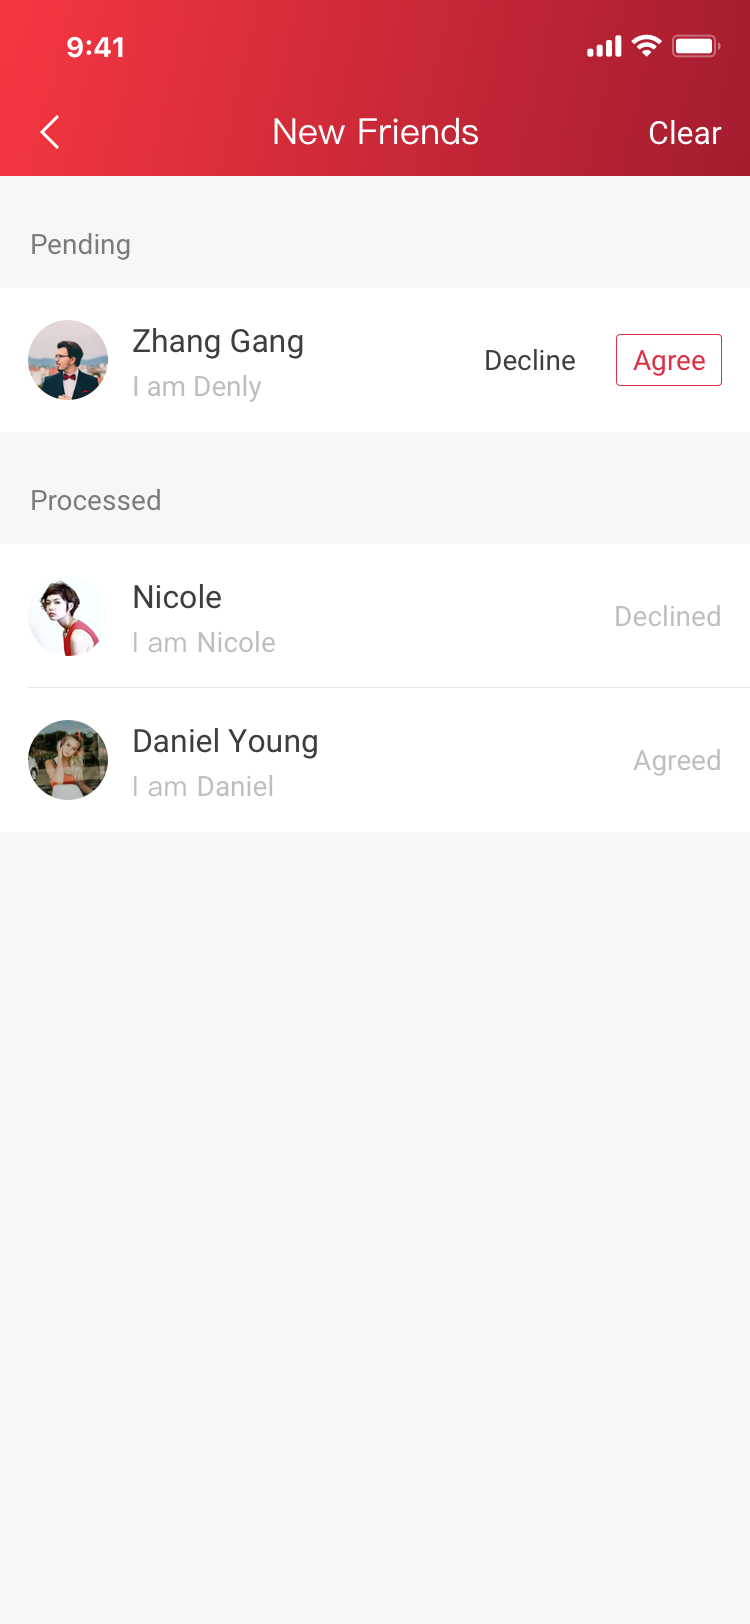 9:41
New Friends
Clear
Pending
Zhang Gang
I am Denly
Decline
Agree
Processed
Nicole
I am Nicole
Declined
Daniel Young
I am Daniel
Agreed